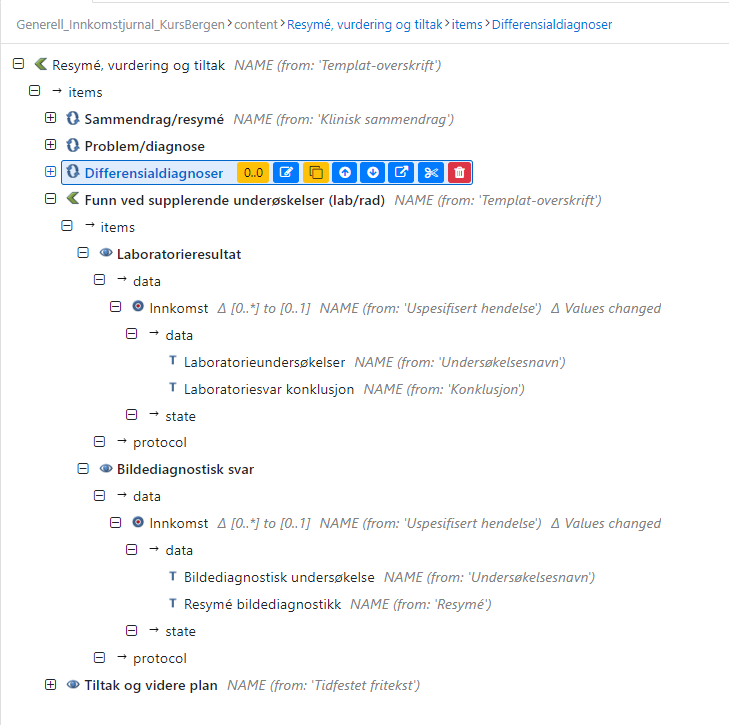 Generell_Innkomstjurnal_KursBergen > content > Resymé, vurdering og tiltak > items > Differensialdiagnoser
Resymé, vurdering og tiltak NAME (from: 'Templat-overskrift')
→ items
Sammendrag/resymé NAME (from: 'Klinisk sammendrag')
Problem/diagnose
Differensialdiagnoser 0..0
Funn ved supplerende underøskelser (lab/rad) NAME (from: 'Templat-overskrift')
→ items
Laboratorieresultat
→ data
Innkomst Δ [0..*] to [0..1] NAME (from: 'Uspesifisert hendelse') Δ Values changed
→ data
T Laboratorieundersøkelser NAME (from: 'Undersøkelsesnavn')
T Laboratoriesvar konklusjon NAME (from: 'Konklusjon')
→ state
→ protocol
Bildediagnostisk svar
→ data
Innkomst Δ [0..*] to [0..1] NAME (from: 'Uspesifisert hendelse') Δ Values changed
→ data
T Bildediagnostisk undersøkelse NAME (from: 'Undersøkelsesnavn')
T Resymé bildediagnostikk NAME (from: 'Resymé')
→ state
→ protocol
Tiltak og videre plan NAME (from: 'Tidfestet fritekst')